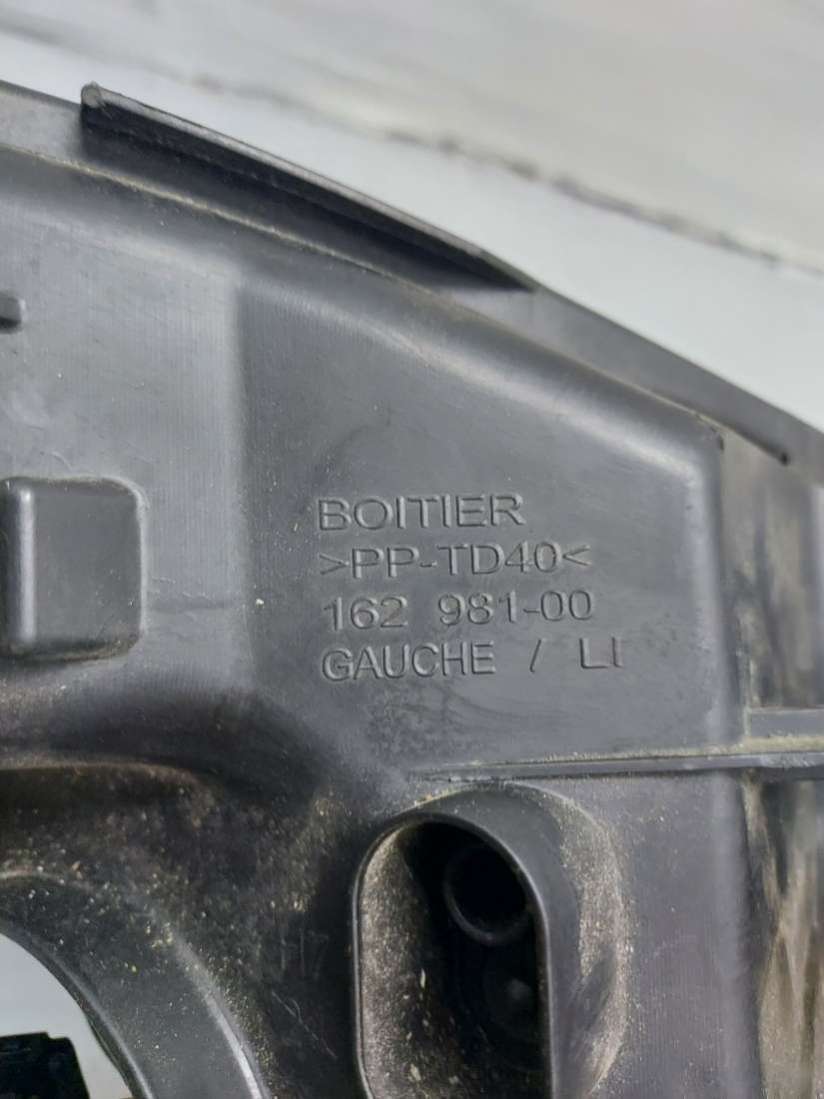 BOITIER
>PP-TD40<
162 981-00
GAUCHE / LI